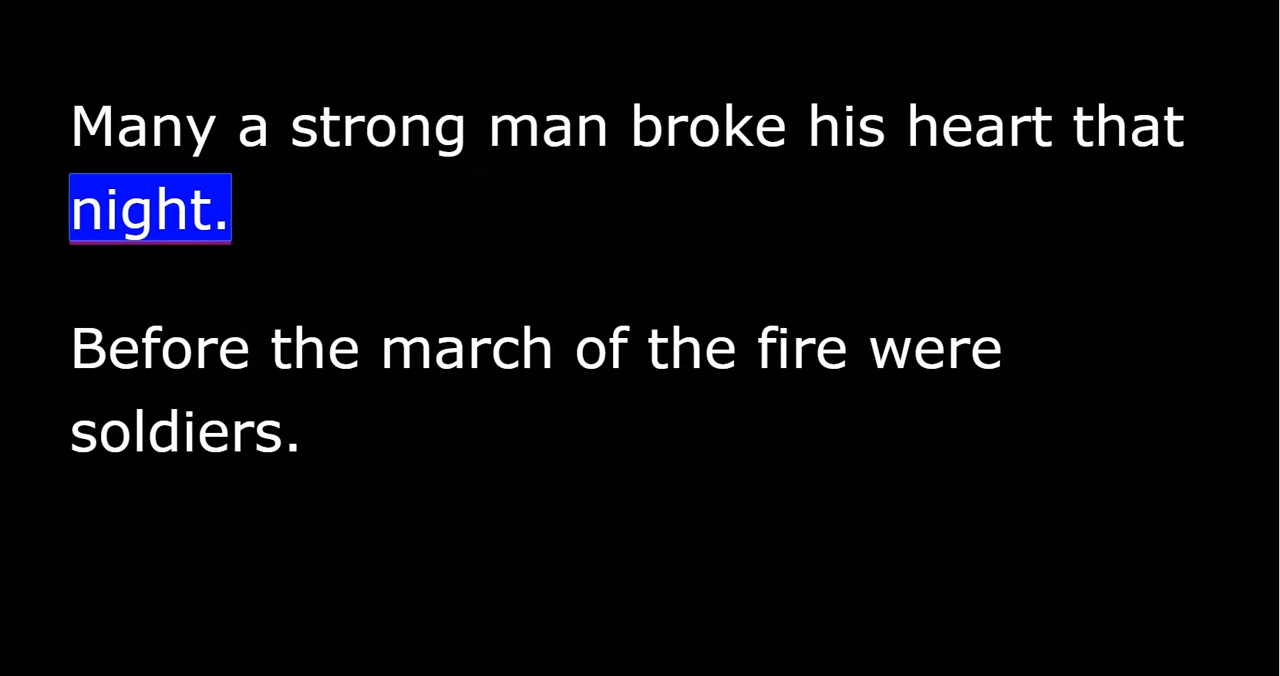 Many a strong man broke his heart that
night.
Before the march of the fire were
soldiers.